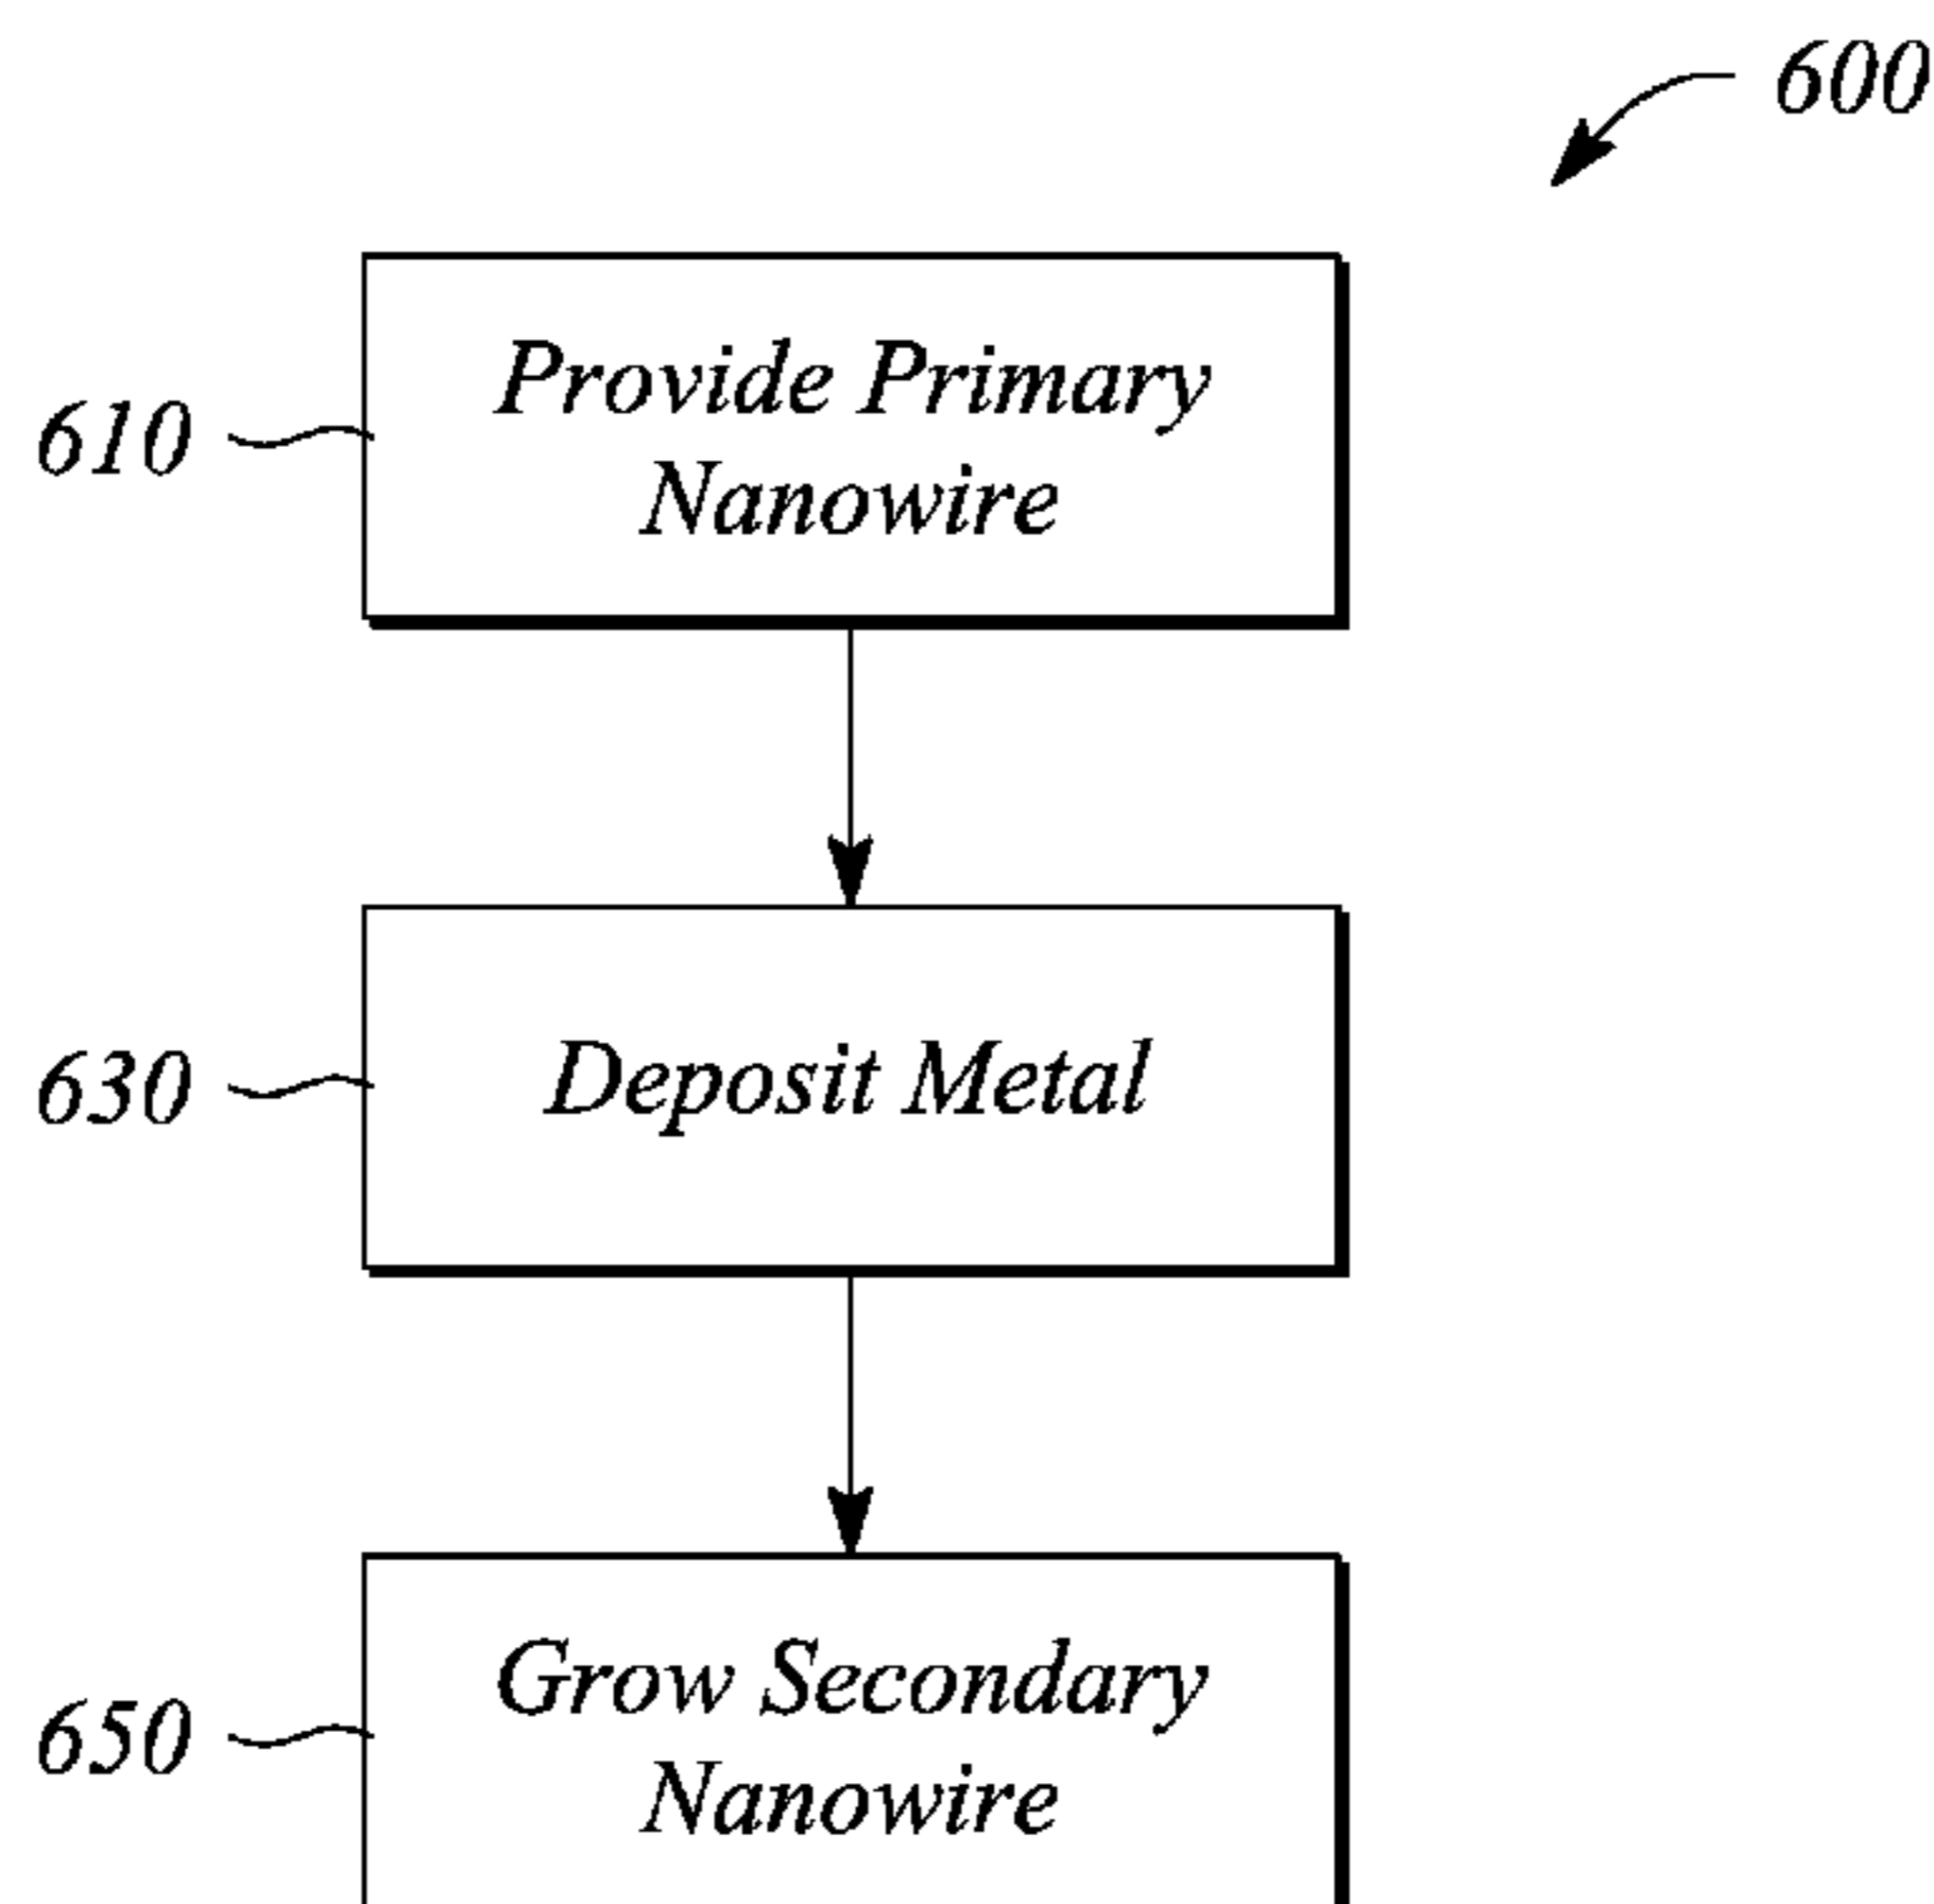 600
Provide Primary
610
Nanowire
630
Deposit Metal
Grow Secondary
650
Nanowire